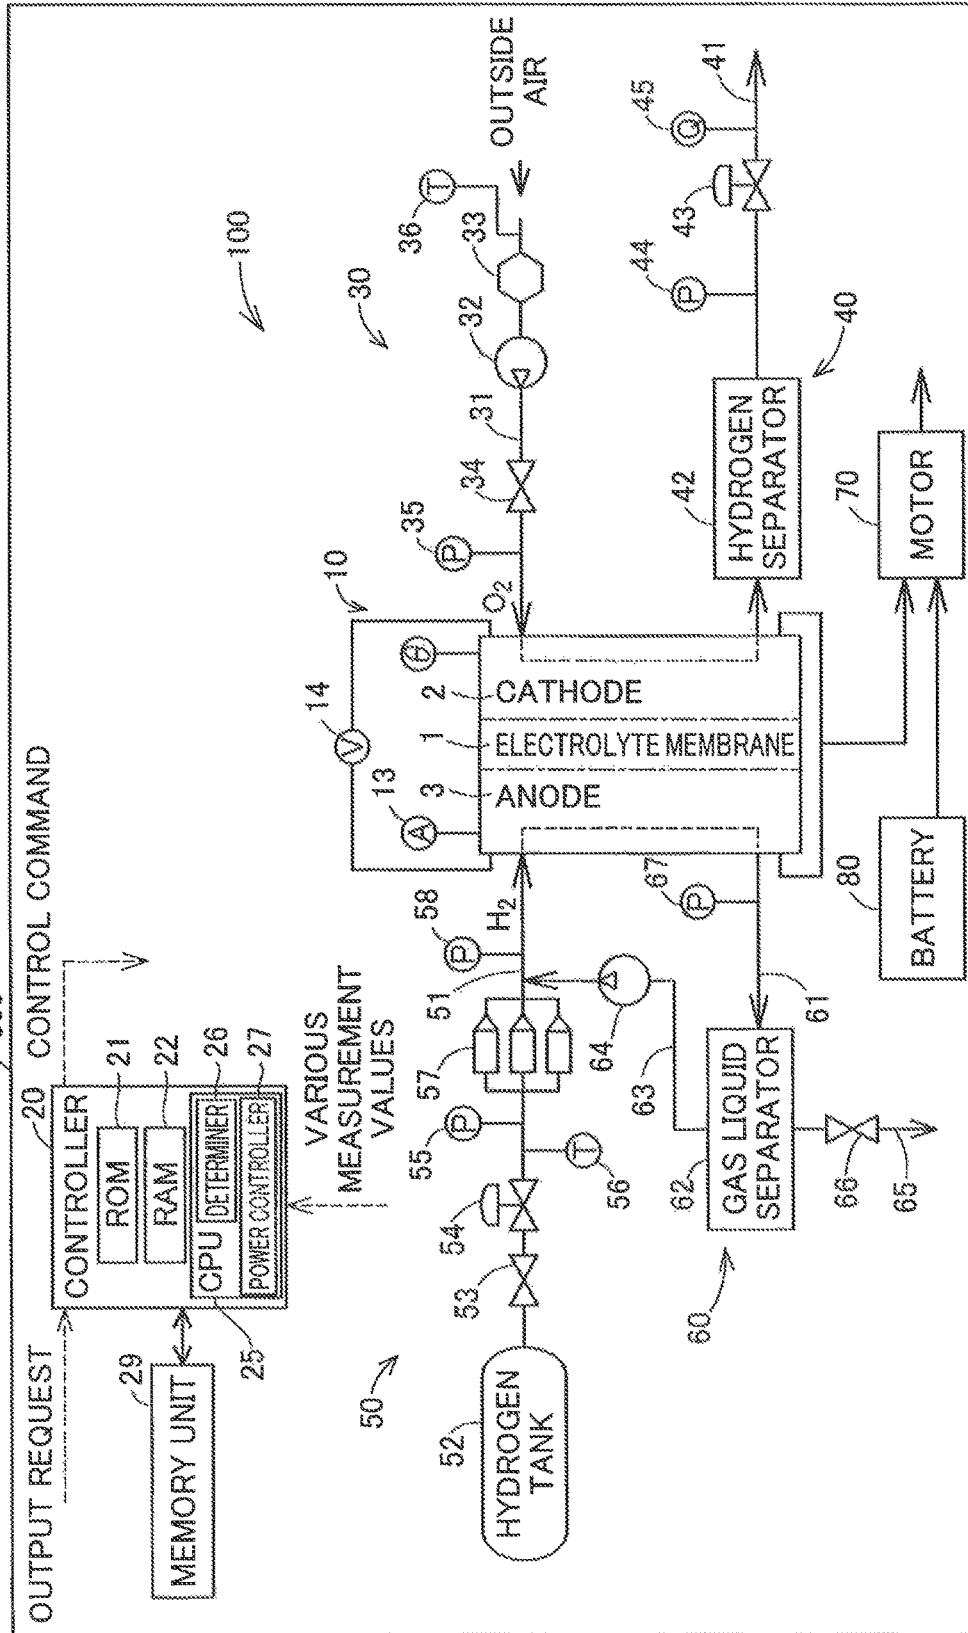 OUTPUT REQUEST
CONTROL COMMAND
20
CONTROLLER
21
ROM
22
RAM
26
CPU
DETERMINER
27
POWER CONTROLLER
25
29
MEMORY UNIT
VARIOUS
MEASUREMENT
VALUES
100
50
52
HYDROGEN
TANK
53
54
55
P
56
T
57
51
58
P
H2
64
63
60
62
GAS LIQUID
SEPARATOR
66
65
61
67
P
13
A
14
V
10
θ
3
ANODE
1
ELECTROLYTE MEMBRANE
2
CATHODE
O2
35
P
34
31
32
30
33
36
T
OUTSIDE
AIR
42
HYDROGEN
SEPARATOR
40
44
P
43
45
Q
41
80
BATTERY
70
MOTOR